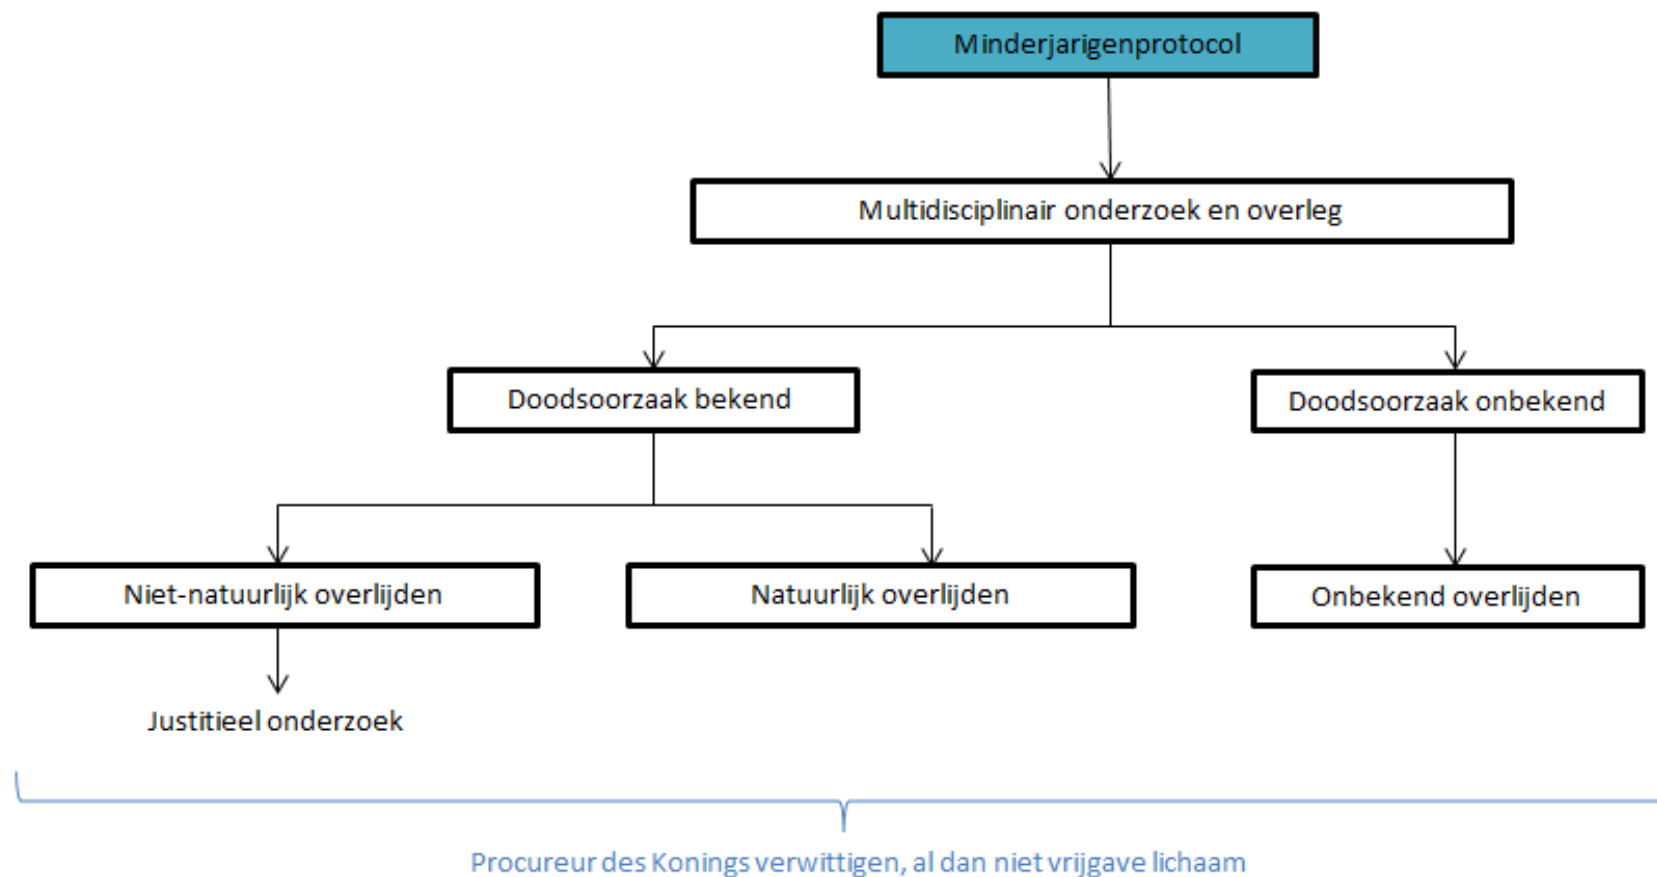 Minderjarigenprotocol
Multidisciplinair onderzoek en overleg
Doodsoorzaak bekend
Doodsoorzaak onbekend
Niet-natuurlijk overlijden
Natuurlijk overlijden
Onbekend overlijden
Justitieel onderzoek
Procureur des Konings verwittigen, al dan niet vrijgave lichaam